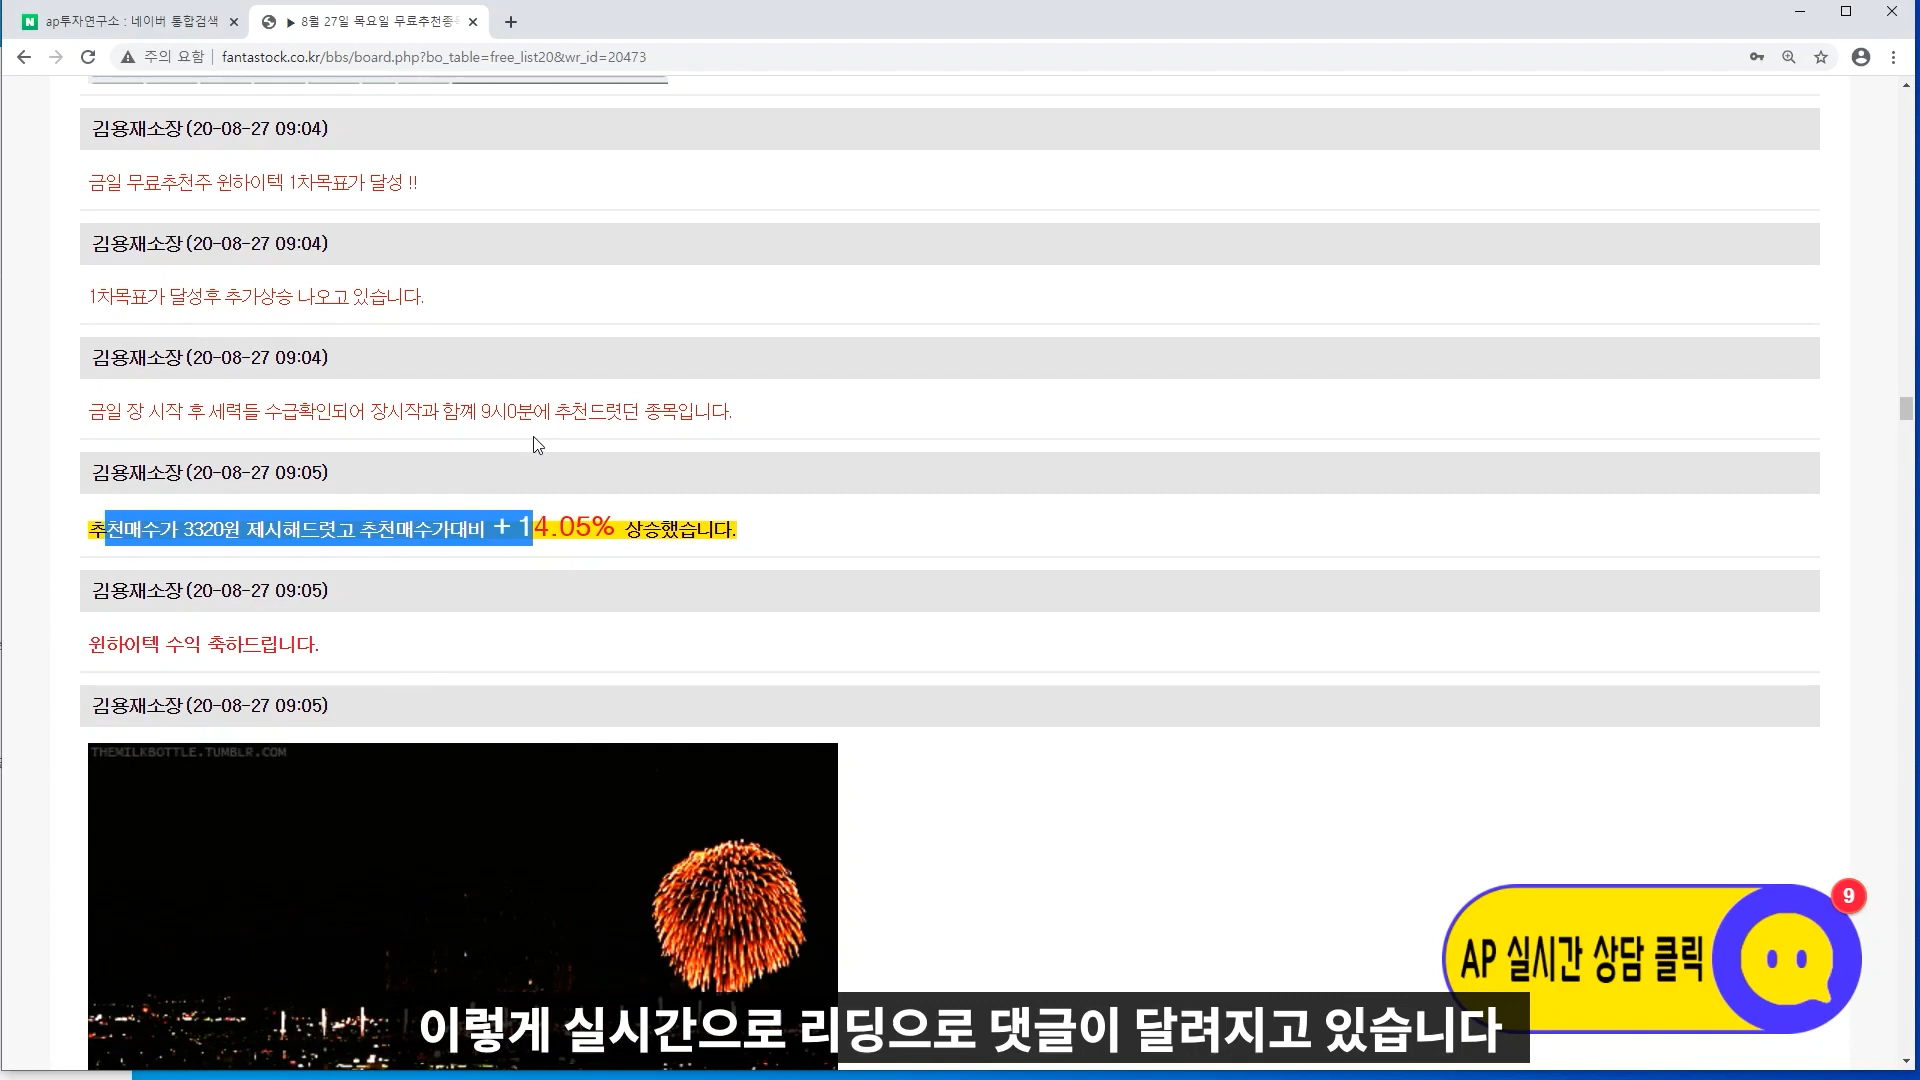 ap투자연구소 : 네이버 통합검색
▶ 8월 27일 목요일 무료추천종목
주의 요함
fantastock.co.kr/bbs/board.php?bo_table=free_list20&wr_id=20473
김용재소장 (20-08-27 09:04)
금일 무료추천주 윈하이텍 1차목표가 달성 !!
김용재소장 (20-08-27 09:04)
1차목표가 달성후 추가상승 나오고 있습니다.
김용재소장 (20-08-27 09:04)
금일 장 시작 후 세력들 수급확인되어 장시작과 함꼐 9시0분에 추천드렷던 종목입니다.
김용재소장 (20-08-27 09:05)
추천매수가 3320원 제시해드렷고 추천매수가대비 + 14.05% 상승했습니다.
김용재소장 (20-08-27 09:05)
윈하이텍 수익 축하드립니다.
김용재소장 (20-08-27 09:05)
THEMILKBOTTLE.TUMBLR.COM
9
AP 실시간 상담 클릭
이렇게 실시간으로 리딩으로 댓글이 달려지고 있습니다